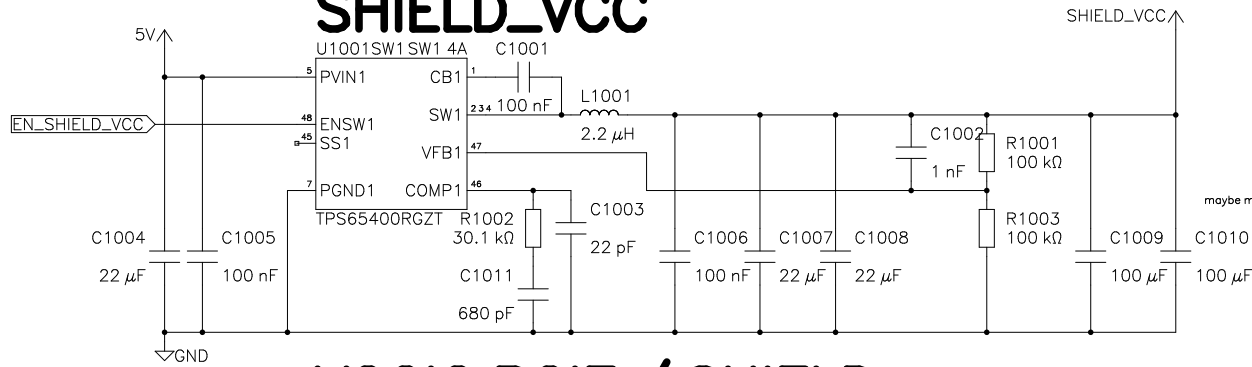 SHIELD_VCC
SHIELD_VCC
5V
U1001SW1 SW1 4A
C1001
5
PVIN1
CB1
1
100 nF
L1001
2.2 μH
EN_SHIELD_VCC
48
ENSW1
SW1
2 3 4
45
SS1
VFB1
47
C1002
1 nF
R1001
100 kΩ
7
PGND1
COMP1
46
TPS65400RGZT
R1002
30.1 kΩ
C1003
22 pF
R1003
100 kΩ
maybe m
C1004
22 μF
C1005
100 nF
C1011
680 pF
C1006
100 nF
C1007
22 μF
C1008
22 μF
C1009
100 μF
C1010
100 μF
GND